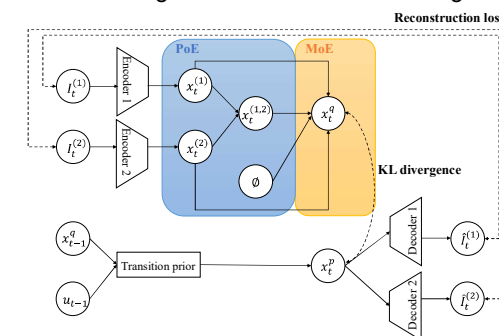 Reconstruction los
PoE
MoE
I_t^{(1)}
Encoder 1
x_t^{(1)}
x_t^{(1,2)}
x_t^q
I_t^{(2)}
Encoder 2
x_t^{(2)}
∅
KL divergence
x_{t-1}^q
Transition prior
x_t^p
Decoder 1
Î_t^{(1)}
u_{t-1}
Decoder 2
Î_t^{(2)}